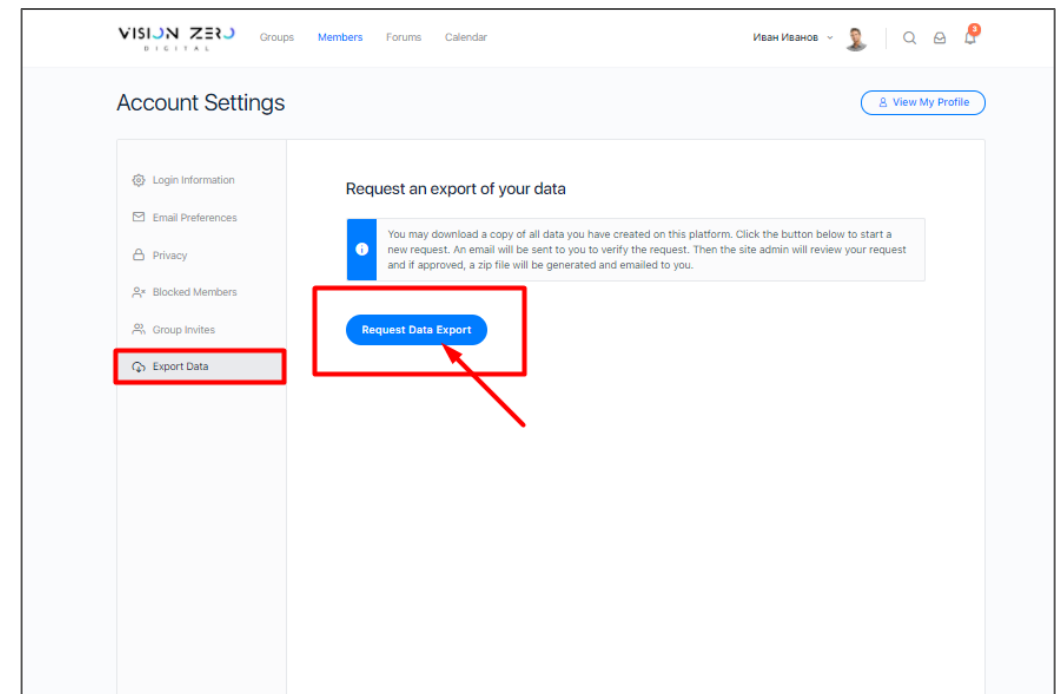 VISION ZERO
DIGITAL
Groups Members Forums Calendar
Иван Иванов
3
Account Settings
View My Profile
Login Information
Email Preferences
Privacy
Blocked Members
Group Invites
Export Data
Request an export of your data
You may download a copy of all data you have created on this platform. Click the button below to start a
new request. An email will be sent to you to verify the request. Then the site admin will review your request
and if approved, a zip file will be generated and emailed to you.
Request Data Export